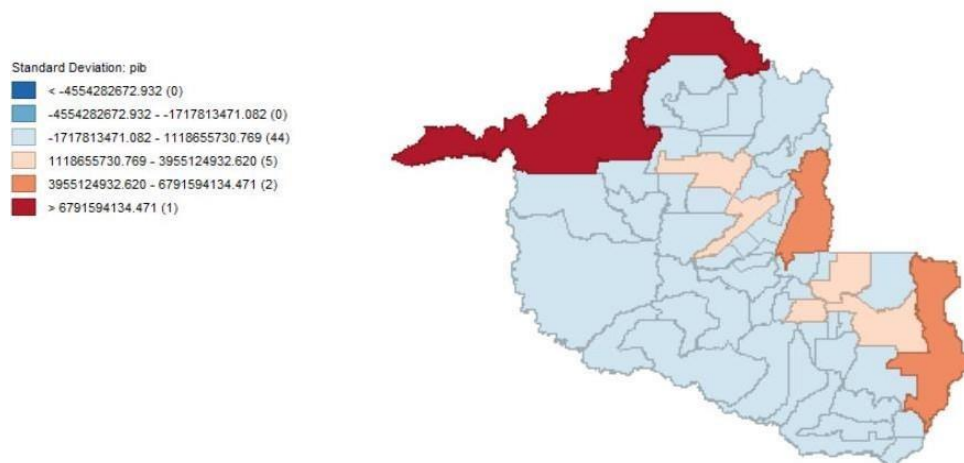 Standard Deviation: pib
< -4554282672.932 (0)
-4554282672.932 - -1717813471.082 (0)
-1717813471.082 - 1118655730.769 (44)
1118655730.769 - 3955124932.620 (5)
3955124932.620 - 6791594134.471 (2)
> 6791594134.471 (1)